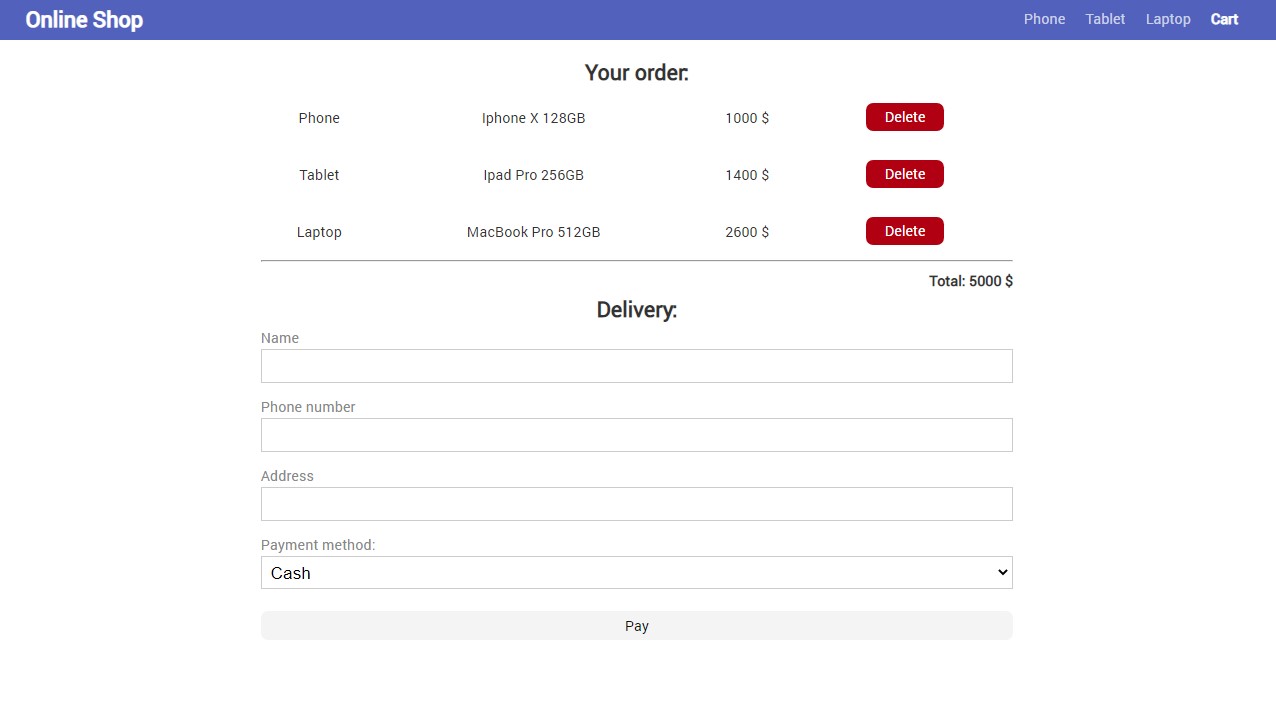 Online Shop Phone Tablet Laptop Cart
Your order:
Phone Iphone X 128GB 1000 $ Delete
Tablet Ipad Pro 256GB 1400 $ Delete
Laptop MacBook Pro 512GB 2600 $ Delete
Total: 5000 $
Delivery:
Name
Phone number
Address
Payment method:
Cash
Pay